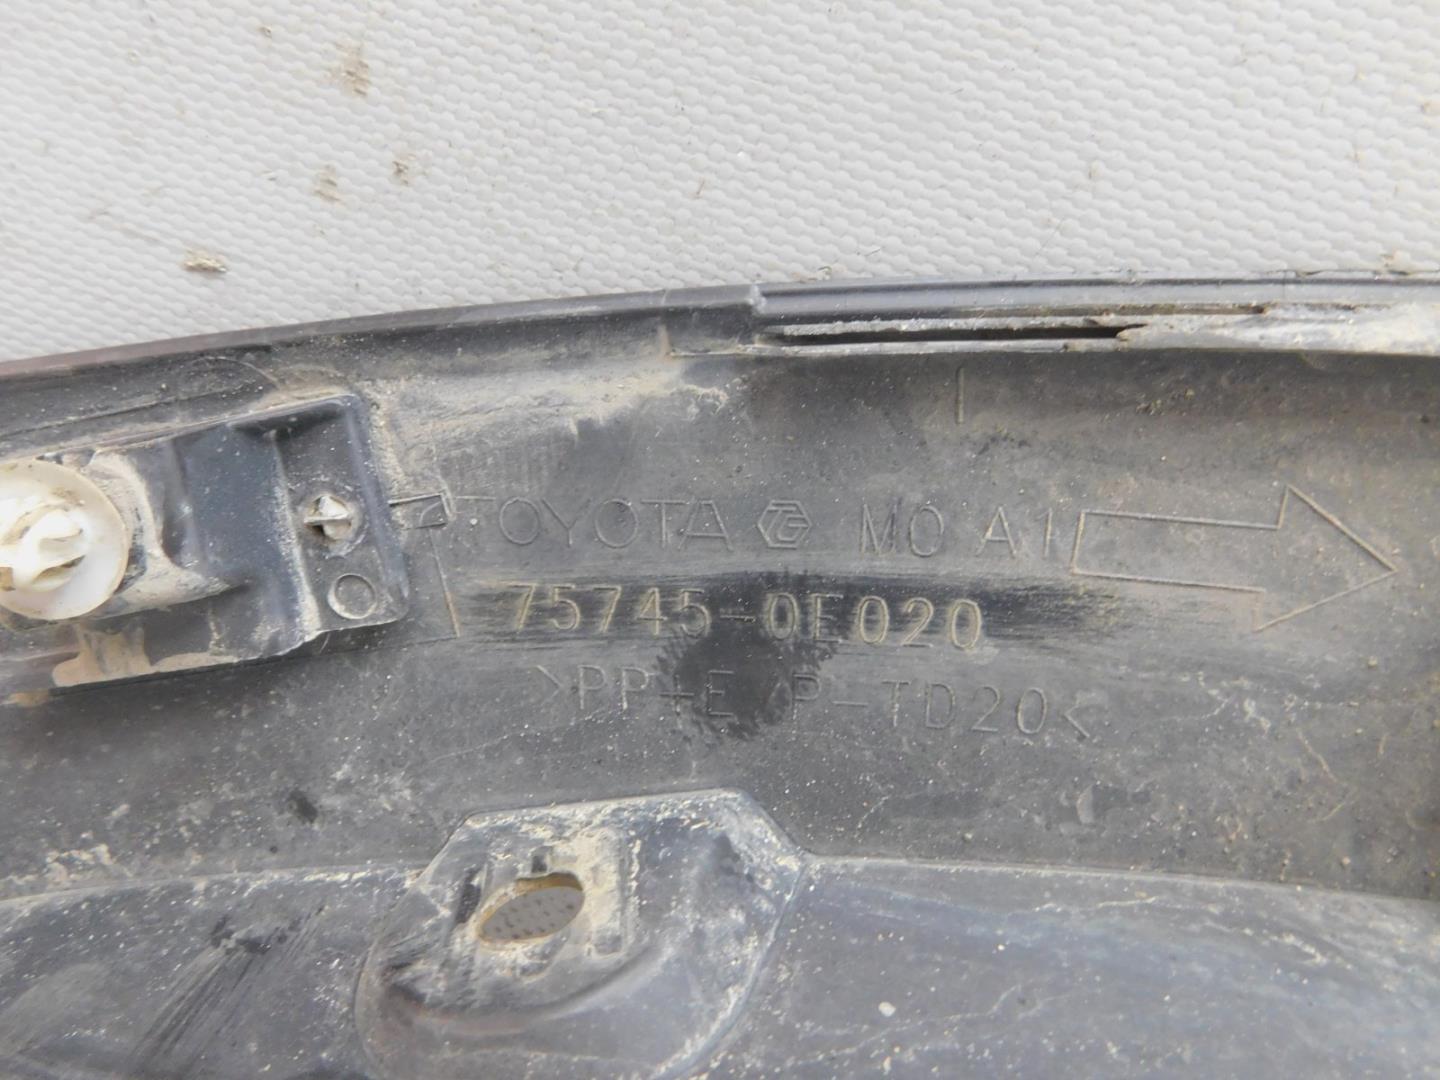 TOYOTA MO A1
75745-0E020
>PP+E P-TD20<